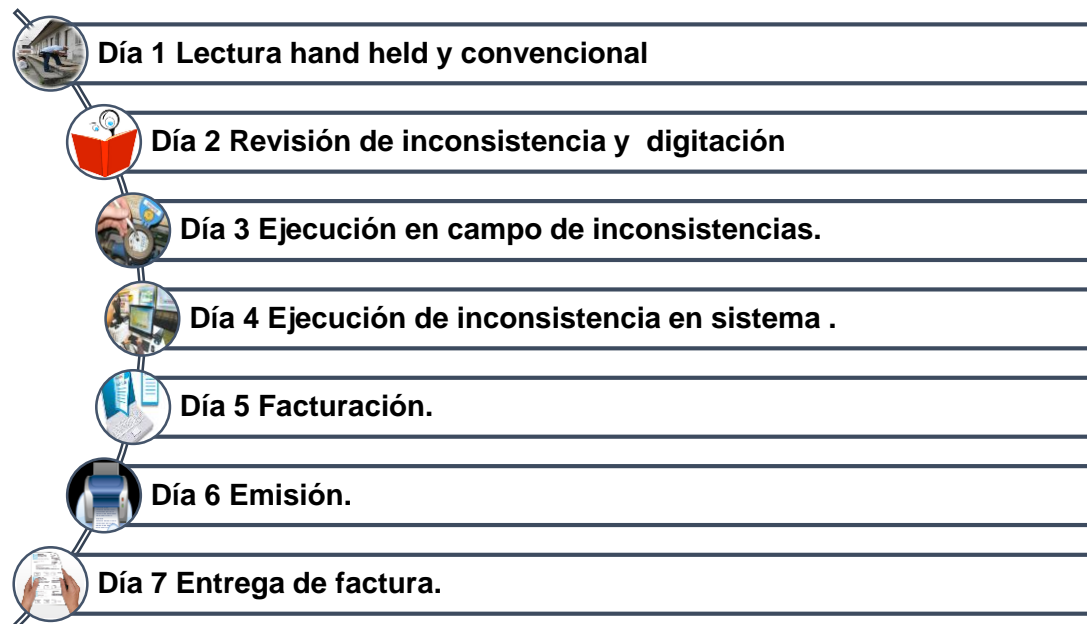 Día 1 Lectura hand held y convencional
Día 2 Revisión de inconsistencia y digitación
Día 3 Ejecución en campo de inconsistencias.
Día 4 Ejecución de inconsistencia en sistema .
Día 5 Facturación.
Día 6 Emisión.
Día 7 Entrega de factura.